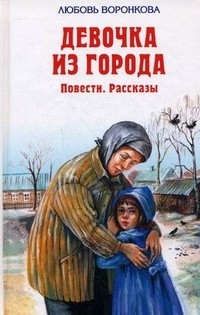 ЛЮБОВЬ ВОРОНКОВА
ДЕВОЧКА
ИЗ ГОРОДА
Повести. Рассказы